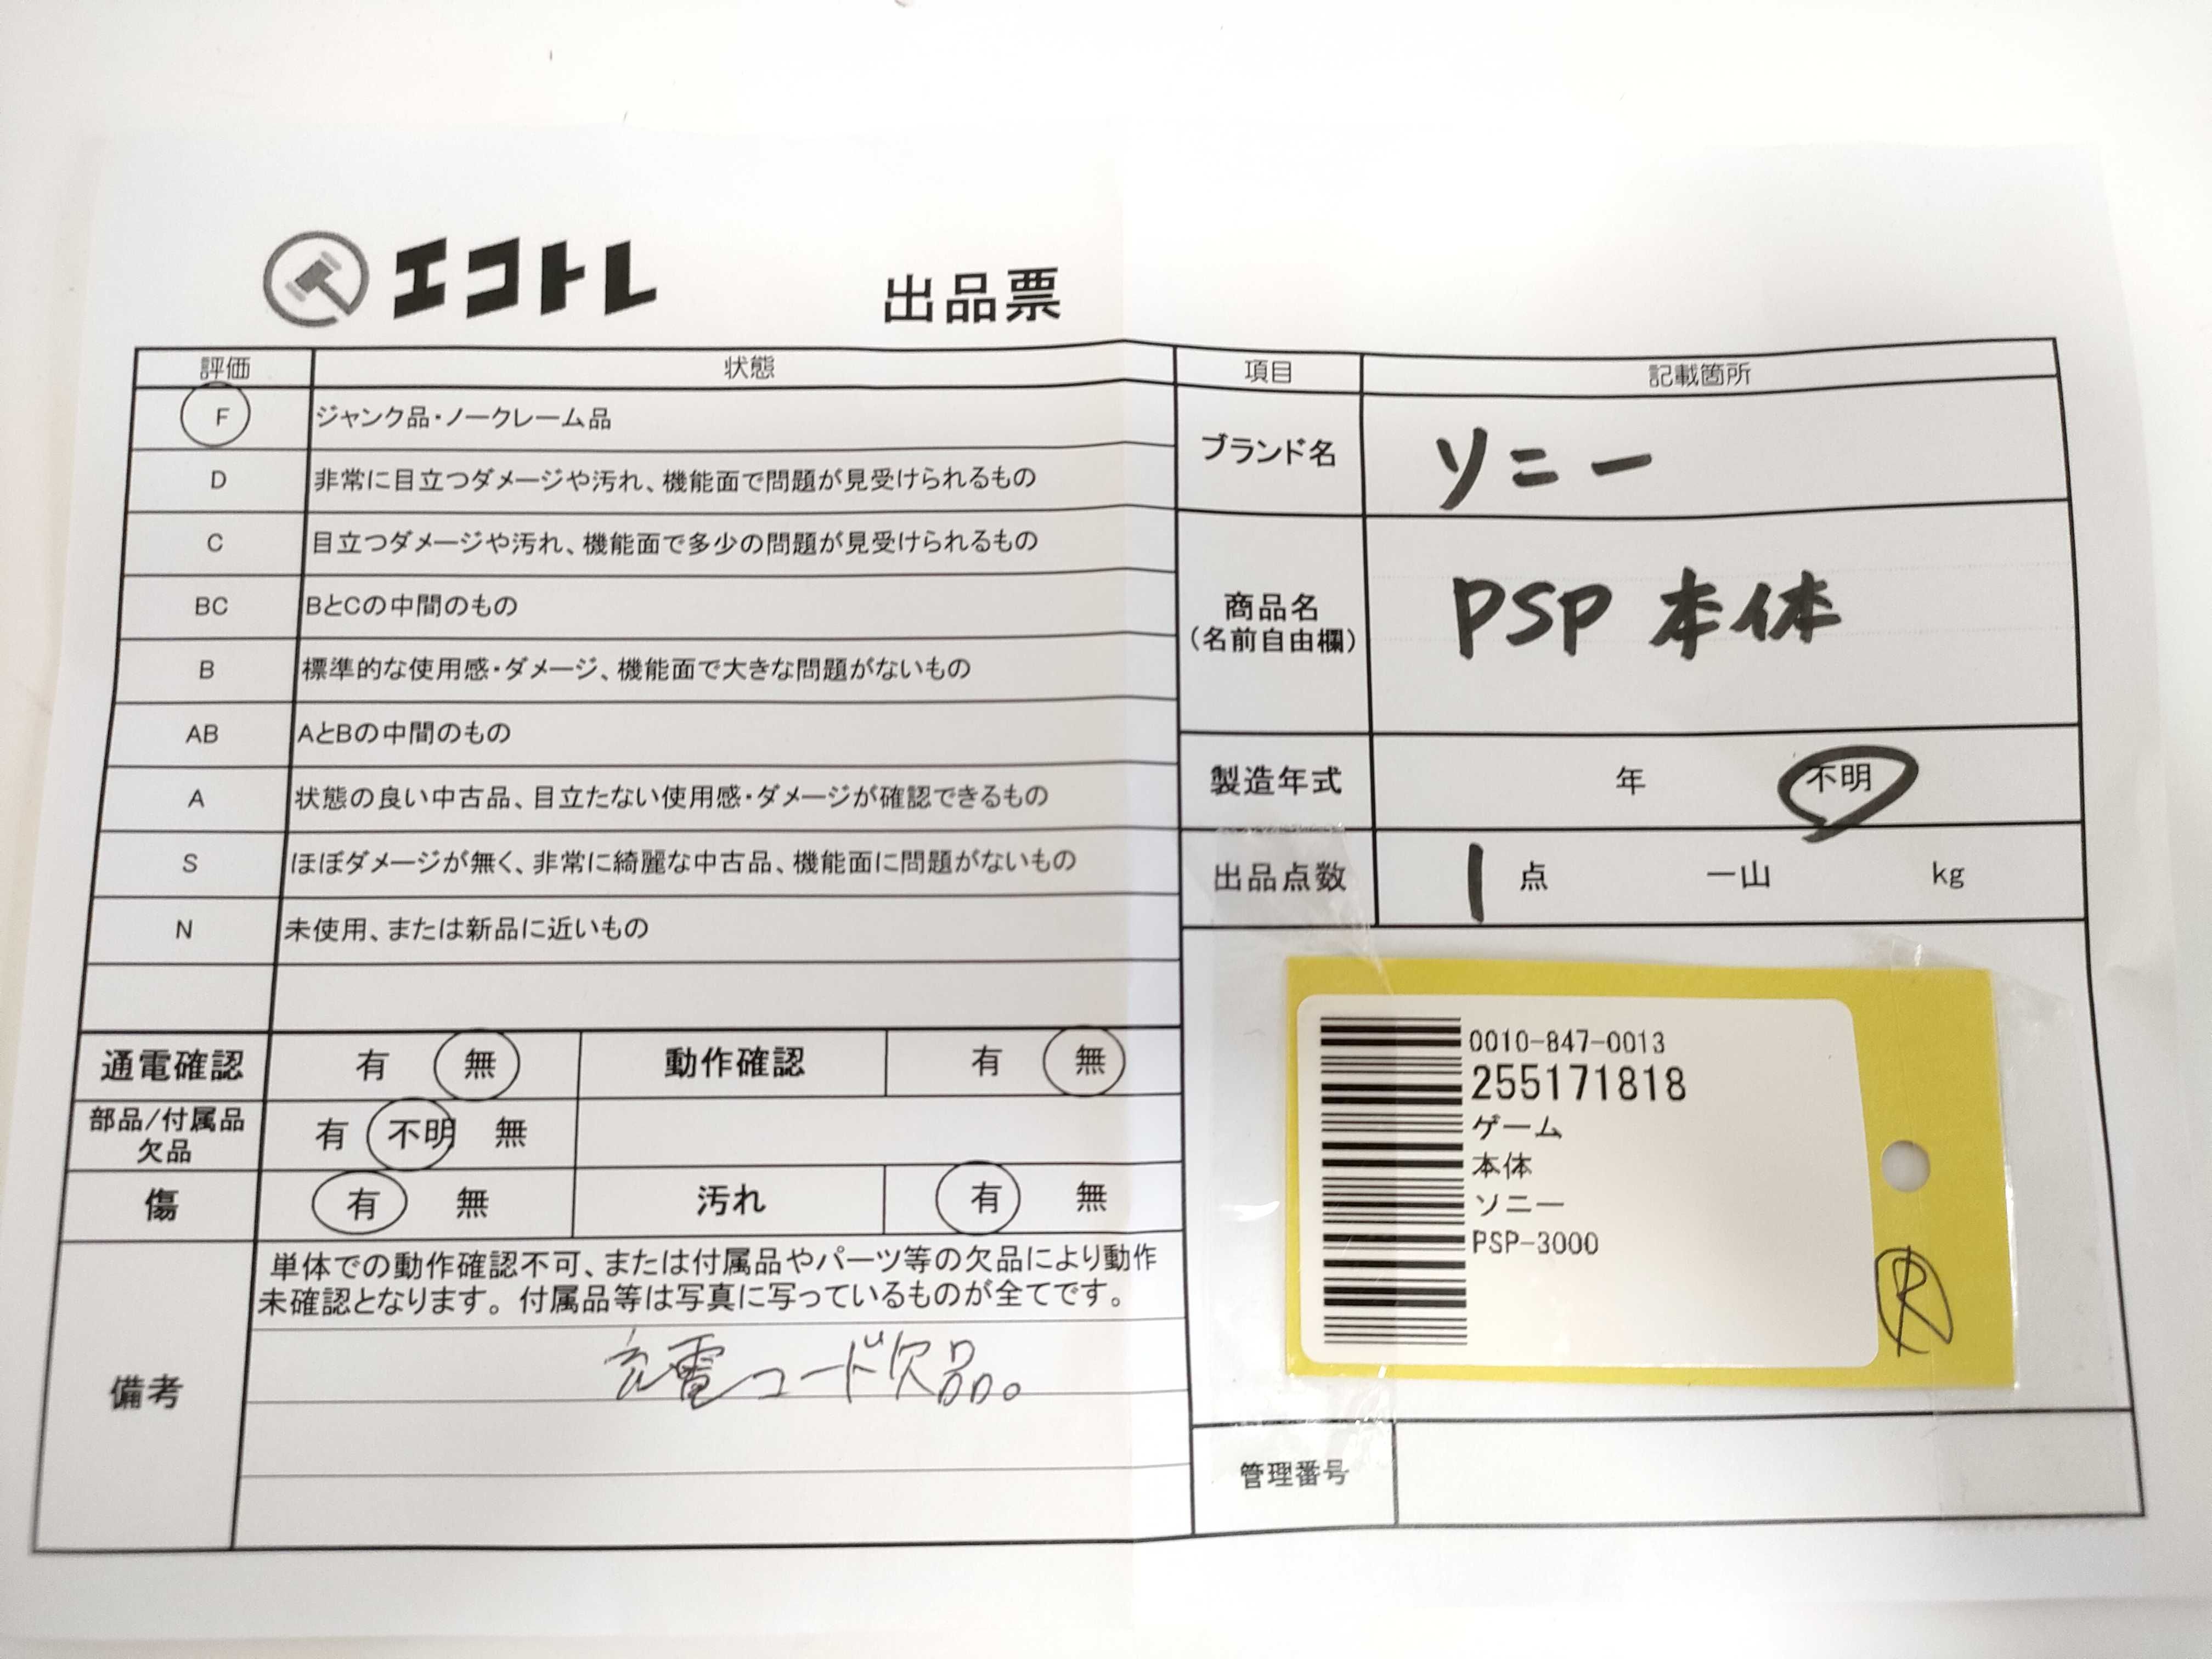 エコトレ
出品票
評価 状態
F ジャンク品・ノークレーム品
D 非常に目立つダメージや汚れ、機能面で問題が見受けられるもの
C 目立つダメージや汚れ、機能面で多少の問題が見受けられるもの
BC BとCの中間のもの
B 標準的な使用感・ダメージ、機能面で大きな問題がないもの
AB AとBの中間のもの
A 状態の良い中古品、目立たない使用感・ダメージが確認できるもの
S ほぼダメージが無く、非常に綺麗な中古品、機能面に問題がないもの
N 未使用、または新品に近いもの
通電確認 有 無 動作確認 有 無
部品/付属品
欠品
有 不明 無
傷 有 無 汚れ 有 無
備考
単体での動作確認不可、または付属品やパーツ等の欠品により動作
未確認となります。付属品等は写真に写っているものが全てです。
充電コード欠品。
項目 記載箇所
ブランド名 ソニー
商品名
(名前自由欄)
PSP 本体
製造年式 年 不明
出品点数 1 点 一山 kg
0010-847-0013
255171818
ゲーム
本体
ソニー
PSP-3000
R
管理番号